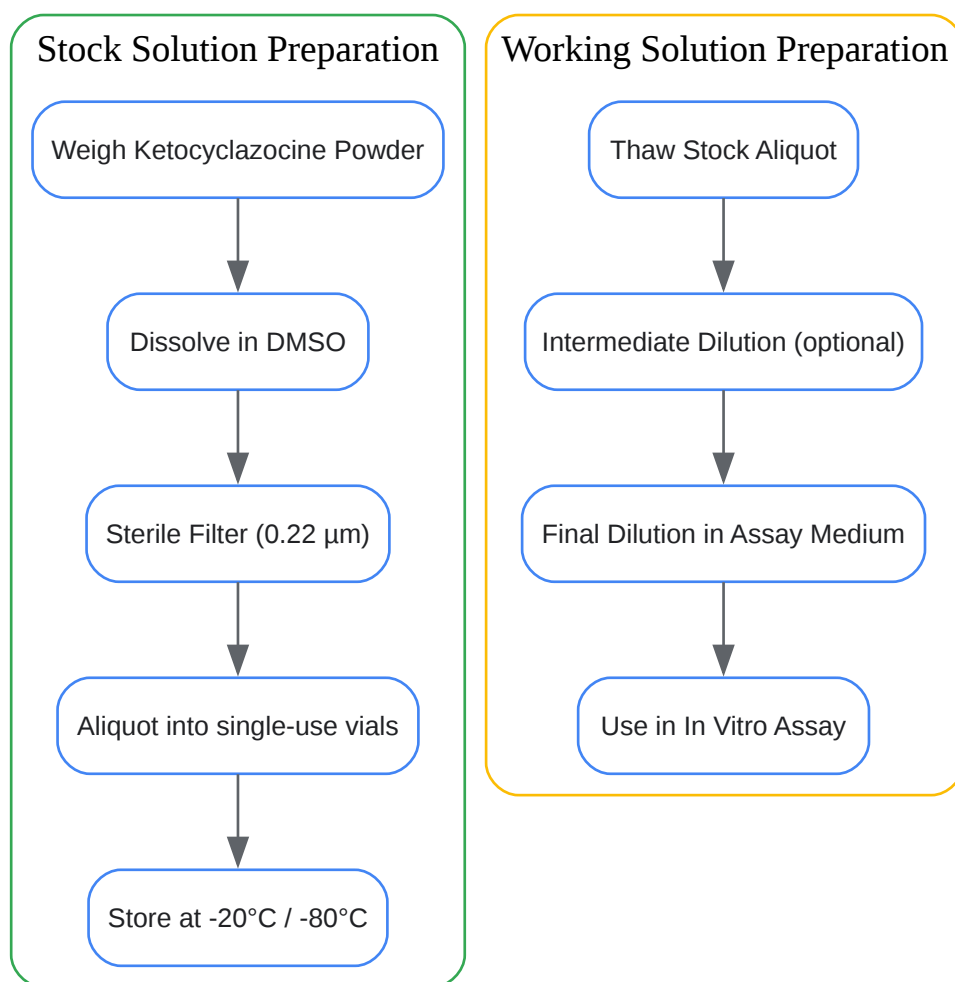 Stock Solution Preparation
Weigh Ketocyclazocine Powder
Dissolve in DMSO
Sterile Filter (0.22 µm)
Aliquot into single-use vials
Store at -20°C / -80°C
Working Solution Preparation
Thaw Stock Aliquot
Intermediate Dilution (optional)
Final Dilution in Assay Medium
Use in In Vitro Assay